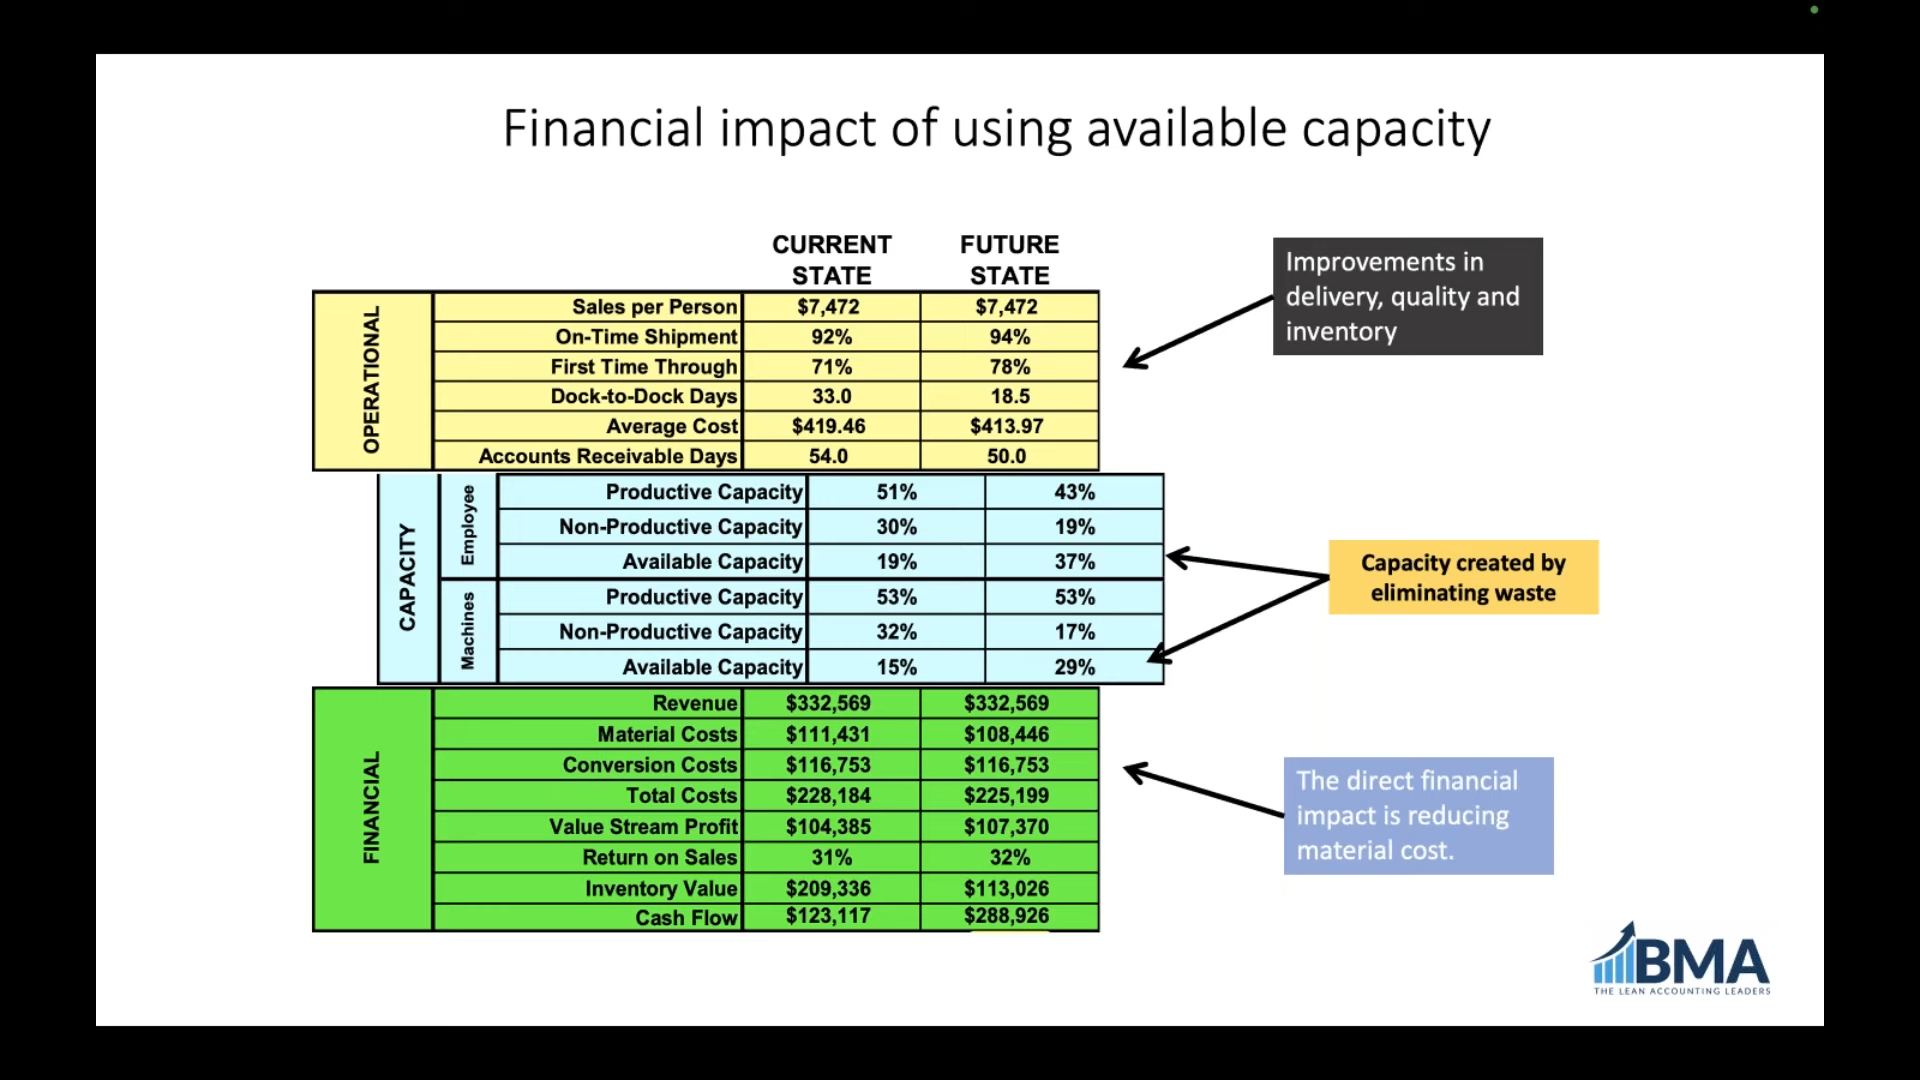 Financial impact of using available capacity
CURRENT STATE FUTURE STATE
OPERATIONAL
Sales per Person $7,472 $7,472
On-Time Shipment 92% 94%
First Time Through 71% 78%
Dock-to-Dock Days 33.0 18.5
Average Cost $419.46 $413.97
Accounts Receivable Days 54.0 50.0
CAPACITY
Employee
Productive Capacity 51% 43%
Non-Productive Capacity 30% 19%
Available Capacity 19% 37%
Machines
Productive Capacity 53% 53%
Non-Productive Capacity 32% 17%
Available Capacity 15% 29%
FINANCIAL
Revenue $332,569 $332,569
Material Costs $111,431 $108,446
Conversion Costs $116,753 $116,753
Total Costs $228,184 $225,199
Value Stream Profit $104,385 $107,370
Return on Sales 31% 32%
Inventory Value $209,336 $113,026
Cash Flow $123,117 $288,926
Improvements in
delivery, quality and
inventory
Capacity created by
eliminating waste
The direct financial
impact is reducing
material cost.
BMA
THE LEAN ACCOUNTING LEADERS